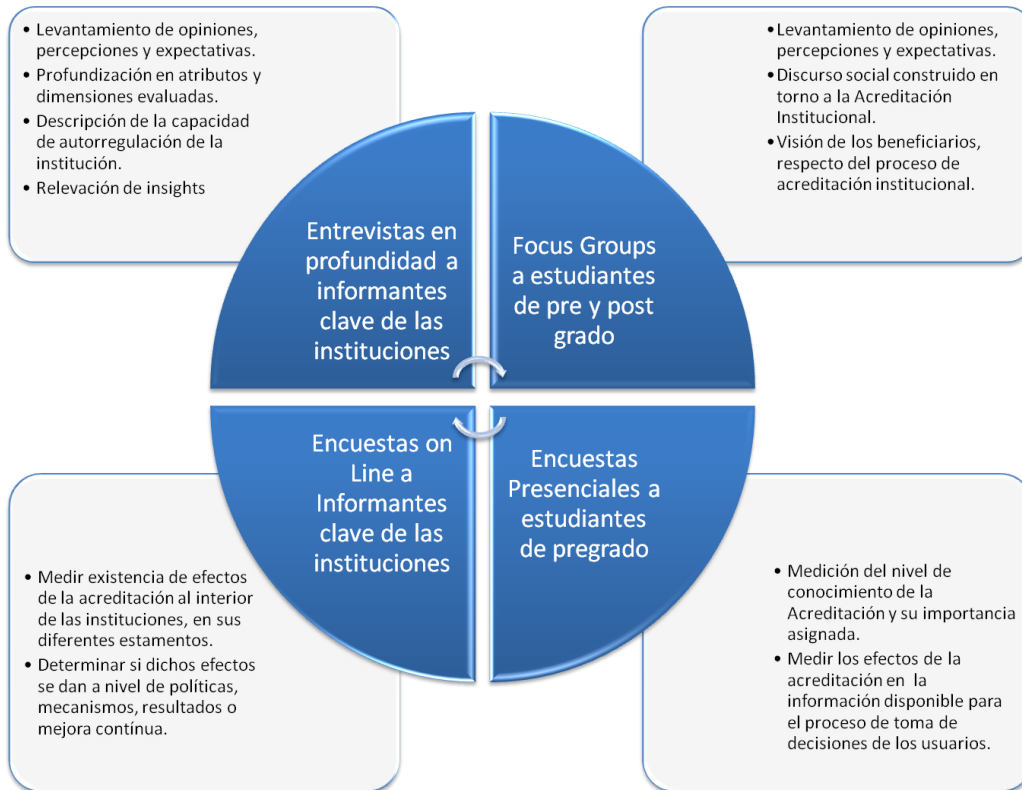 • Levantamiento de opiniones,
percepciones y expectativas.
• Profundización en atributos y
dimensiones evaluadas.
• Descripción de la capacidad
de autorregulación de la
institución.
• Relevación de insights
•Levantamiento de opiniones,
percepciones y expectativas.
•Discurso social construido en
torno a la Acreditación
Institucional.
•Visión de los beneficiarios,
respecto del proceso de
acreditación institucional.
Entrevistas en
profundidad a
informantes
clave de las
instituciones
Focus Groups
a estudiantes
de pre y post
grado
Encuestas on
Line a
Informantes
clave de las
instituciones
Encuestas
Presenciales a
estudiantes
de pregrado
• Medir existencia de efectos
de la acreditación al interior
de las instituciones, en sus
diferentes estamentos.
• Determinar si dichos efectos
se dan a nivel de políticas,
mecanismos, resultados o
mejora contínua.
• Medición del nivel de
conocimiento de la
Acreditación y su importancia
asignada.
• Medir los efectos de la
acreditación en la
información disponible para
el proceso de toma de
decisiones de los usuarios.